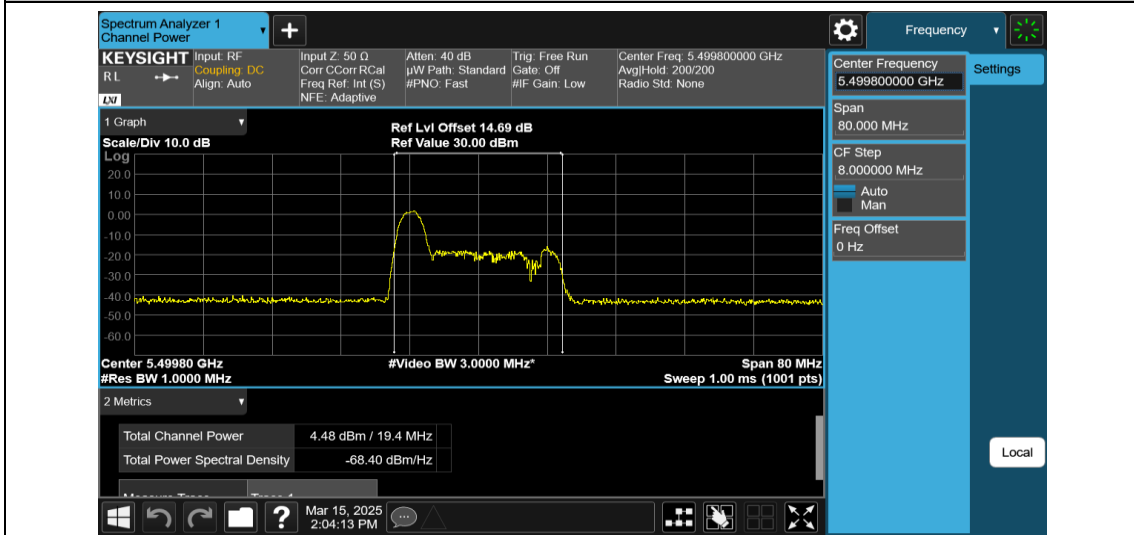 Spectrum Analyzer 1
Channel Power
Frequency
KEYSIGHT
R L
LXI
Input: RF
Coupling: DC
Align: Auto
Input Z: 50 Ω
Corr CCorr RCal
Freq Ref: Int (S)
NFE: Adaptive
Atten: 40 dB
µW Path: Standard
#PNO: Fast
Trig: Free Run
Gate: Off
#IF Gain: Low
Center Freq: 5.499800000 GHz
Avg|Hold: 200/200
Radio Std: None
Center Frequency
5.499800000 GHz
Settings
Span
80.000 MHz
CF Step
8.000000 MHz
Auto
Man
Freq Offset
0 Hz
1 Graph
Scale/Div 10.0 dB
Ref Lvl Offset 14.69 dB
Ref Value 30.00 dBm
Log
20.0
10.0
0.00
-10.0
-20.0
-30.0
-40.0
-50.0
-60.0
Center 5.49980 GHz
#Video BW 3.0000 MHz*
Span 80 MHz
#Res BW 1.0000 MHz
Sweep 1.00 ms (1001 pts)
2 Metrics
Total Channel Power 4.48 dBm / 19.4 MHz
Total Power Spectral Density -68.40 dBm/Hz
Local
Mar 15, 2025
2:04:13 PM